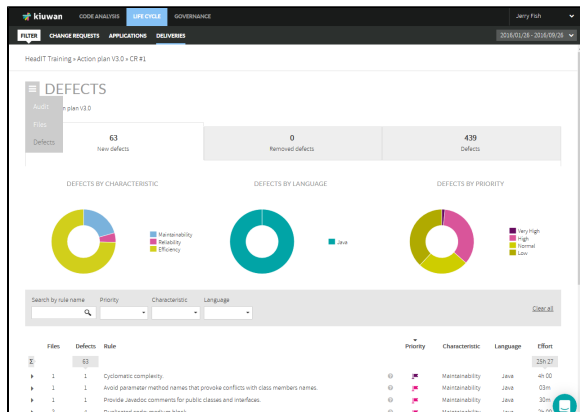 kiuwan CODE ANALYSIS LIFE CYCLE GOVERNANCE Jerry Fish
FILTER CHANGE REQUESTS APPLICATIONS DELIVERIES 2016/01/28 - 2016/09/28
HeadIT Training » Action plan V3.0 » CR #1
DEFECTS
Audit n plan V3.0
Files
Defects
63 0 439
New defects Removed defects Defects
DEFECTS BY CHARACTERISTIC DEFECTS BY LANGUAGE DEFECTS BY PRIORITY
Maintainability
Reliability
Efficiency
Java
Very High
High
Normal
Low
Search by rule name Priority Characteristic Language
Clear all
Files Defects Rule Priority Characteristic Language Effort
Σ 63 25h 27
1 1 Cyclomatic complexity. Maintainability Java 4h 00
1 1 Avoid parameter method names that provoke conflicts with class members names. Maintainability Java 03m
1 1 Provide Javadoc comments for public classes and interfaces. Maintainability Java 30m